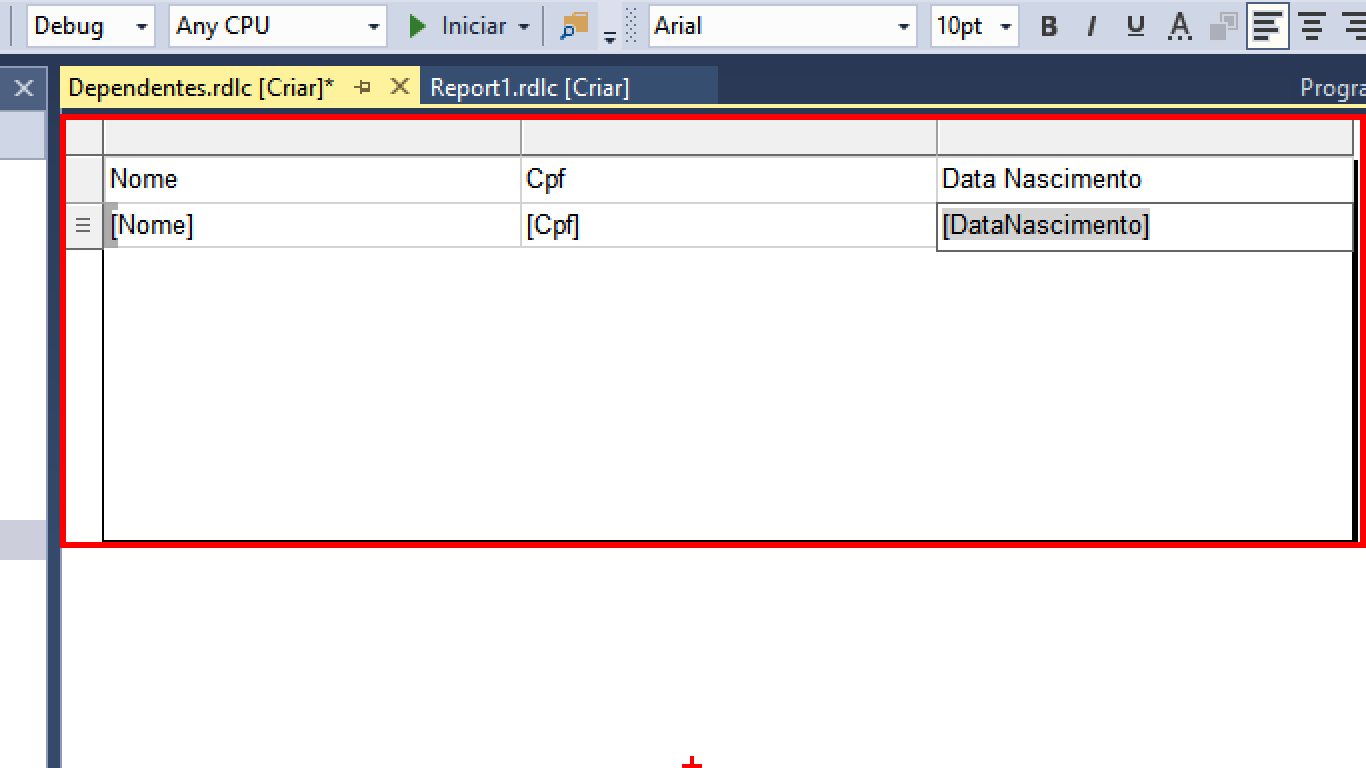 Debug Any CPU Iniciar Arial 10pt B I U A
Dependentes.rdlc [Criar]* Report1.rdlc [Criar] Progra
Nome Cpf Data Nascimento
[Nome] [Cpf] [DataNascimento]